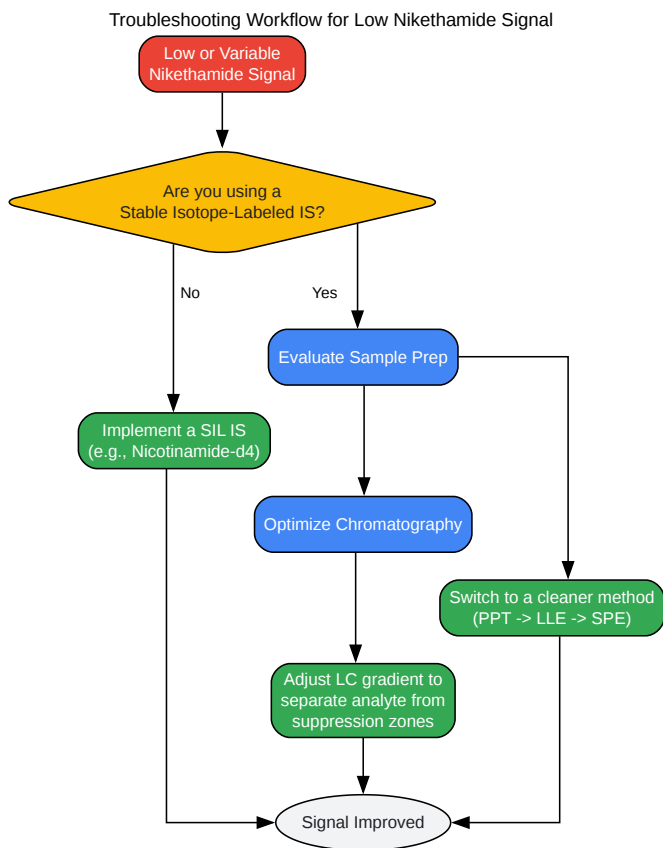 Troubleshooting Workflow for Low Nikethamide Signal
Low or Variable
Nikethamide Signal
Are you using a
Stable Isotope-Labeled IS?
No
Yes
Evaluate Sample Prep
Implement a SIL IS
(e.g., Nicotinamide-d4)
Optimize Chromatography
Switch to a cleaner method
(PPT -> LLE -> SPE)
Adjust LC gradient to
separate analyte from
suppression zones
Signal Improved